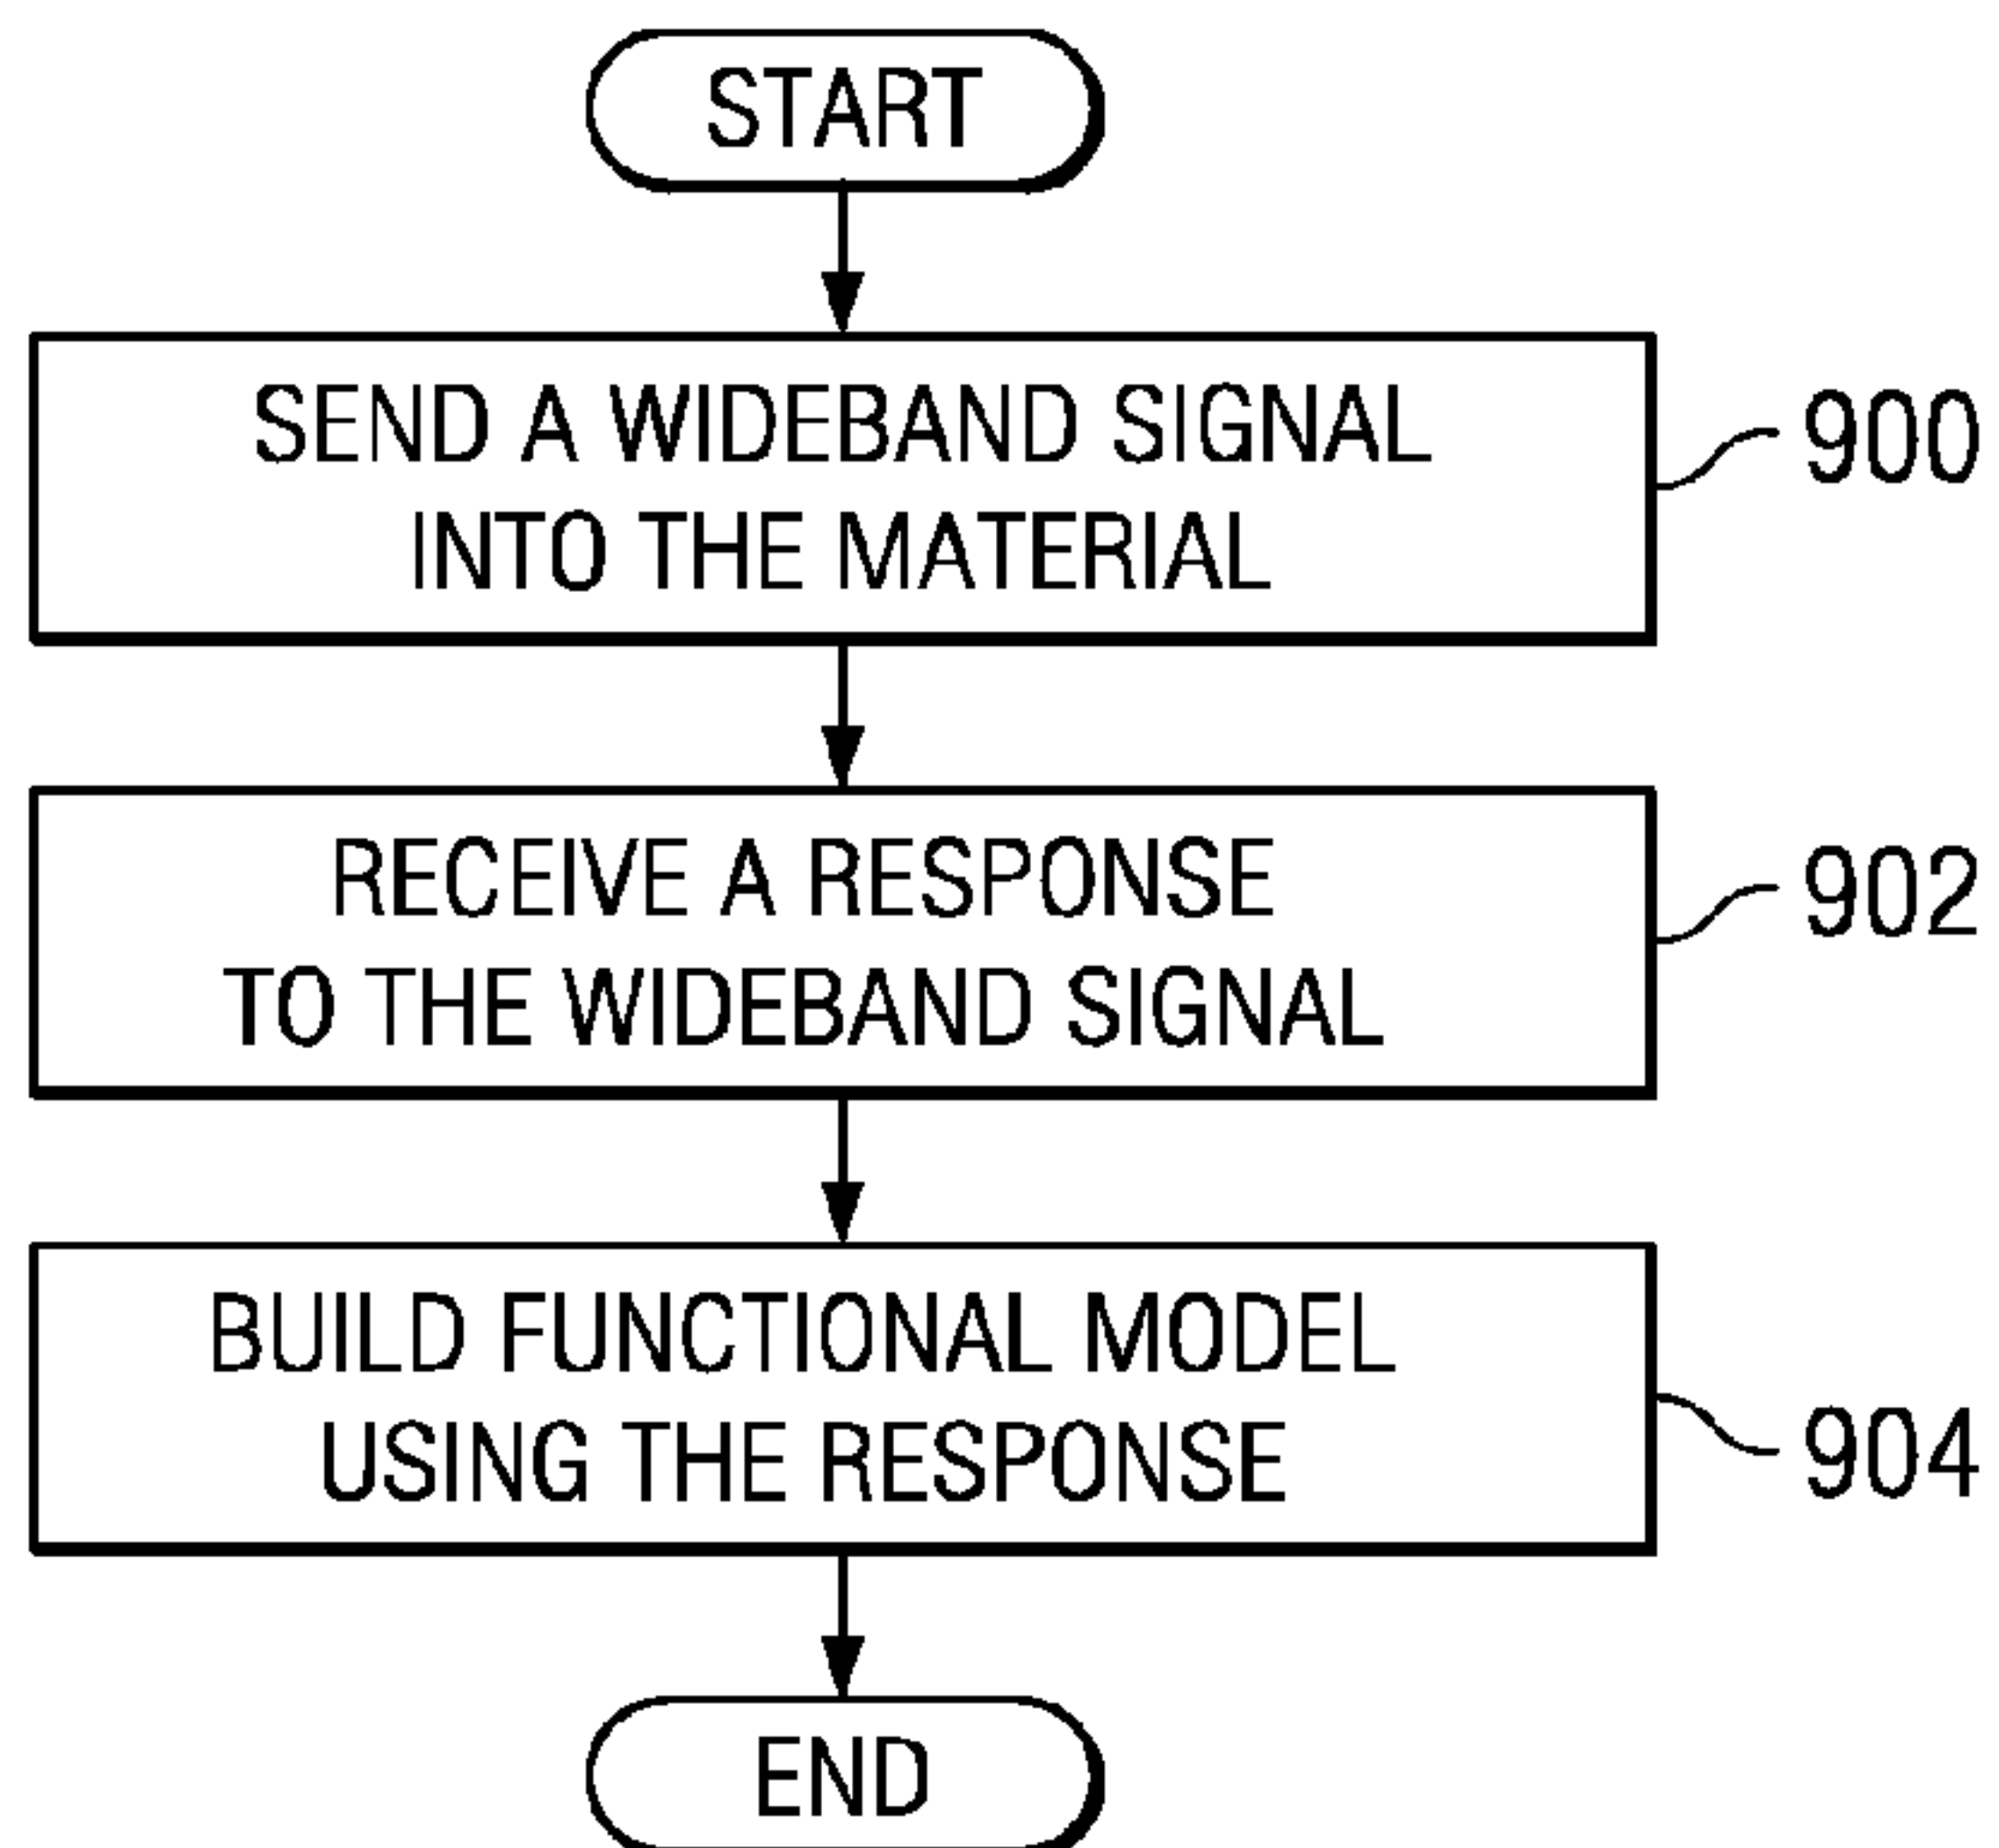 START
SEND A WIDEBAND SIGNAL
INTO THE MATERIAL
900
RECEIVE A RESPONSE
TO THE WIDEBAND SIGNAL
902
BUILD FUNCTIONAL MODEL
USING THE RESPONSE
904
END